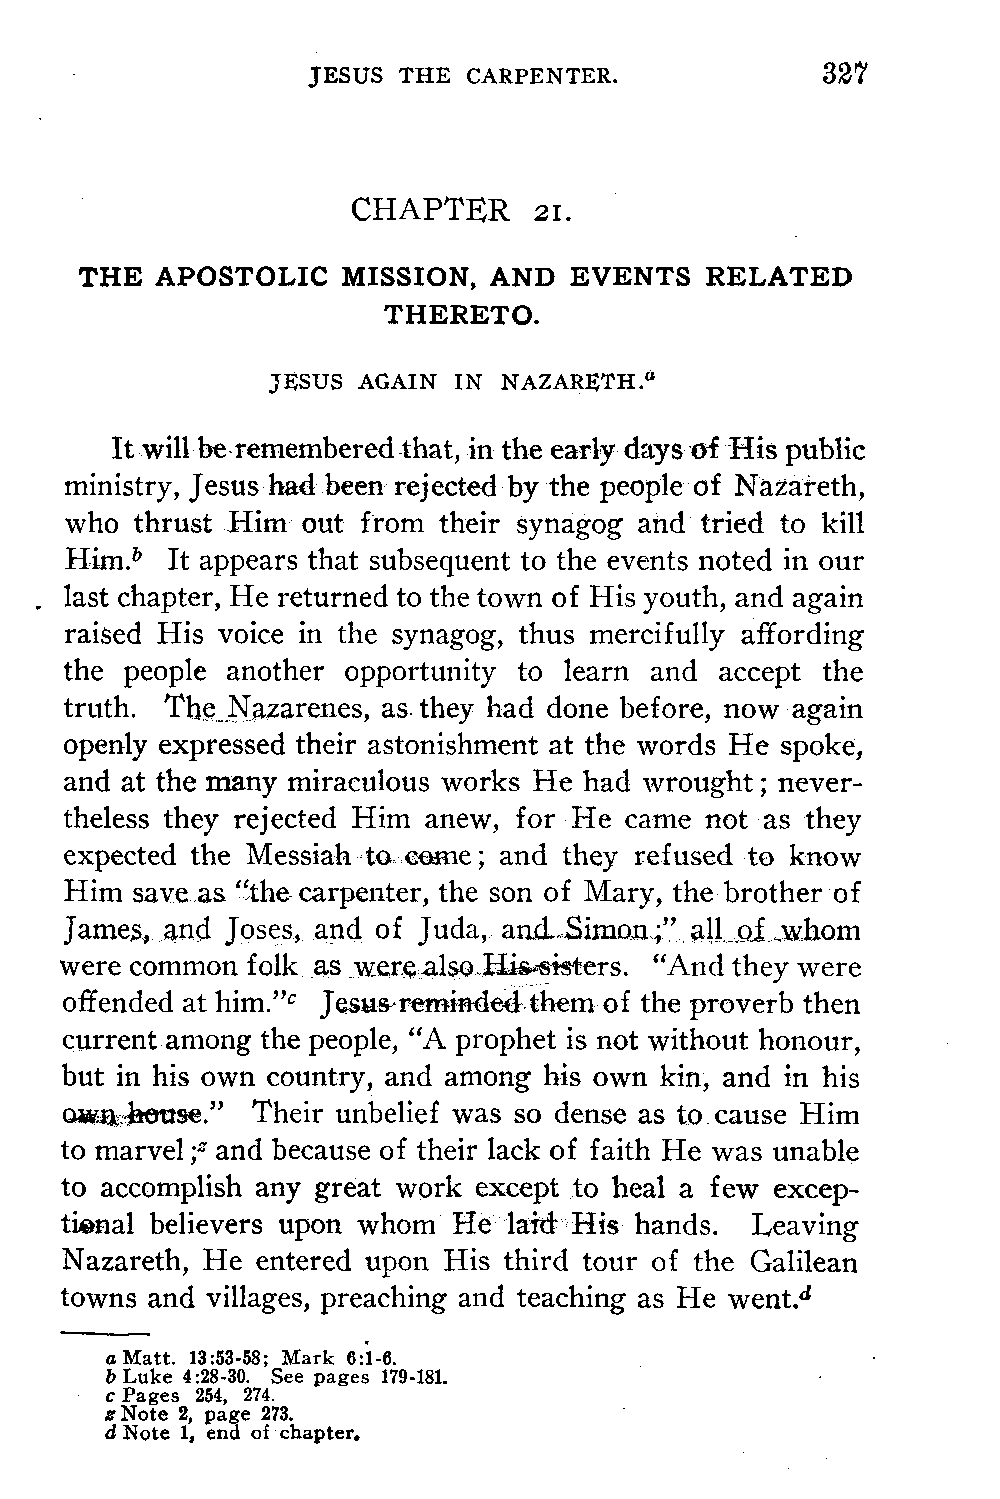 JESUS THE CARPENTER. 327
CHAPTER 21.
THE APOSTOLIC MISSION, AND EVENTS RELATED
THERETO.
JESUS AGAIN IN NAZARETH.a
It will be remembered that, in the early days of His public
ministry, Jesus had been rejected by the people of Nazareth,
who thrust Him out from their synagog and tried to kill
Him.b It appears that subsequent to the events noted in our
last chapter, He returned to the town of His youth, and again
raised His voice in the synagog, thus mercifully affording
the people another opportunity to learn and accept the
truth. The Nazarenes, as they had done before, now again
openly expressed their astonishment at the words He spoke,
and at the many miraculous works He had wrought; never-
theless they rejected Him anew, for He came not as they
expected the Messiah to come; and they refused to know
Him save as "the carpenter, the son of Mary, the brother of
James, and Joses, and of Juda, and Simon;" all of whom
were common folk as were also His sisters. "And they were
offended at him."c Jesus reminded them of the proverb then
current among the people, "A prophet is not without honour,
but in his own country, and among his own kin, and in his
own house." Their unbelief was so dense as to cause Him
to marvel;z and because of their lack of faith He was unable
to accomplish any great work except to heal a few excep-
tional believers upon whom He laid His hands. Leaving
Nazareth, He entered upon His third tour of the Galilean
towns and villages, preaching and teaching as He went.d
a Matt. 13:53-58; Mark 6:1-6.
b Luke 4:28-30. See pages 179-181.
c Pages 254, 274.
z Note 2, page 273.
d Note 1, end of chapter.